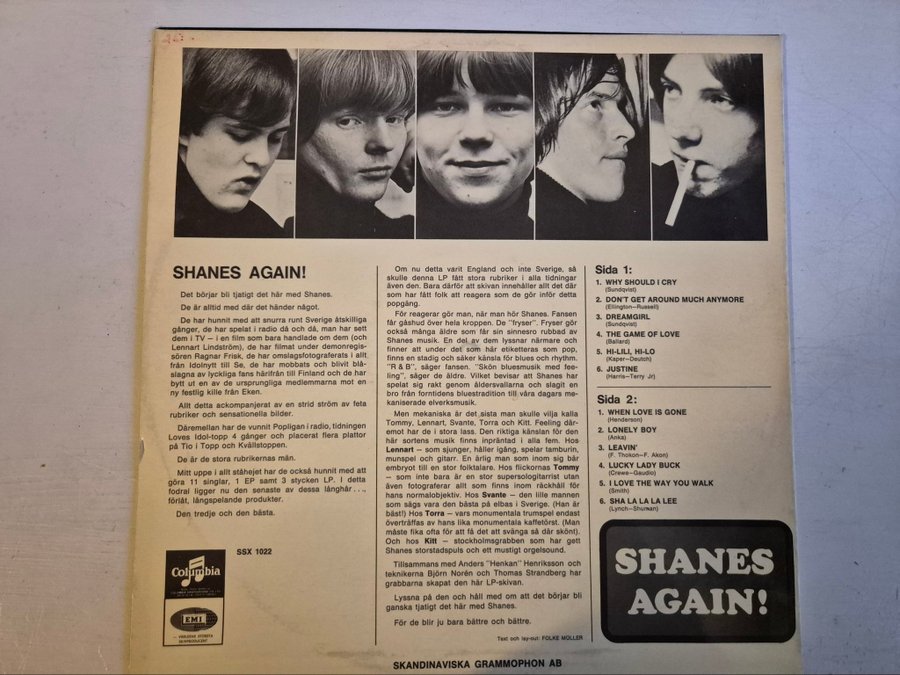 SHANES AGAIN!
Det börjar bli tjatigt det här med Shanes.
De är alltid med där det händer något.
De har hunnit med att snurra runt Sverige åtskilliga
gånger, de har spelat i radio då och då, man har sett
dem i TV – i en film som bara handlade om dem (och
Lennart Lindström), de har filmat under demonregis-
sören Ragnar Frisk, de har omslagsfotograferats i allt
från Idolnytt till Se, de har mobbats och blivit blå-
slagna av lyckliga fans härifrån till Finland och de har
bytt ut en av de ursprungliga medlemmarna mot en
ny festlig kille från Eken.
Allt detta ackompanjerat av en strid ström av feta
rubriker och sensationella bilder.
Däremellan har de vunnit Popligan i radio, tidningen
Loves Idol-topp 4 gånger och placerat flera plattor
på Tio i Topp och Kvällstoppen.
De är de stora rubrikernas män.
Mitt uppe i allt ståhejet har de också hunnit med att
göra 11 singlar, 1 EP samt 3 stycken LP. I detta
fodral ligger nu den senaste av dessa långhår...,
förlåt, långspelande produkter.
Den tredje och den bästa.
Columbia
SSX 1022
EMI
Om nu detta varit England och inte Sverige, så
skulle denna LP fått stora rubriker i alla tidningar
även den. Bara därför att skivan innehåller allt det där
som har fått folk att reagera som de gör inför detta
popgäng.
För reagerar gör man, när man hör Shanes. Fansen
får gåshud över hela kroppen. De "fryser". Fryser gör
också många äldre som får sin sinnesro rubbad av
Shanes musik. En del av dem lyssnar närmare och
finner att under det som här etiketteras som pop,
finns en stadig och säker känsla för blues och rhythm.
"R & B", säger fansen. "Skön bluesmusik med fee-
ling", säger de äldre. Vilket bevisar att Shanes har
spelat sig rakt genom åldersvallarna och slagit en
bro från forntidens bluestradition till våra dagars me-
kaniserade elverksmusik.
Men mekaniska är det sista man skulle vilja kalla
Tommy, Lennart, Svante, Torra och Kitt. Feeling där-
emot har de i stora lass. Den riktiga känslan för den
här sortens musik finns inpräntad i alla fem. Hos
Lennart – som sjunger, håller igång, spelar tamburin,
munspel och gitarr. En ärlig man som inom sig bär
embryot till en stor folktalare. Hos flickornas Tommy
– som inte bara är en stor supersologitarrist utan
även fotograferar allt som finns inom räckhåll för
hans normalobjektiv. Hos Svante – den lille mannen
som sägs vara den bästa på elbas i Sverige. (Han är
bäst!) Hos Torra – vars monumentala trumspel endast
överträffas av hans lika monumentala kaffetörst. (Man
måste fika ofta för att få det att svänga så där skönt).
Och hos Kitt – stockholmsgrabben som har gett
Shanes storstadspuls och ett mustigt orgelsound.
Tillsammans med Anders "Henkan" Henriksson och
teknikerna Björn Norén och Thomas Strandberg har
grabbarna skapat den här LP-skivan.
Lyssna på den och håll med om att det börjar bli
ganska tjatigt det här med Shanes.
För de blir ju bara bättre och bättre.
Text och lay-out: FOLKE MÜLLER
Sida 1:
1. WHY SHOULD I CRY
(Sundqvist)
2. DON'T GET AROUND MUCH ANYMORE
(Ellington–Russell)
3. DREAMGIRL
(Sundqvist)
4. THE GAME OF LOVE
(Ballard)
5. HI-LILI, HI-LO
(Kaper–Deutch)
6. JUSTINE
(Harris–Terry Jr)
Sida 2:
1. WHEN LOVE IS GONE
(Henderson)
2. LONELY BOY
(Anka)
3. LEAVIN'
(F. Thokon–F. Akon)
4. LUCKY LADY BUCK
(Crewe–Gaudio)
5. I LOVE THE WAY YOU WALK
(Smith)
6. SHA LA LA LA LEE
(Lynch–Shuman)
SHANES
AGAIN!
SKANDINAVISKA GRAMMOPHON AB